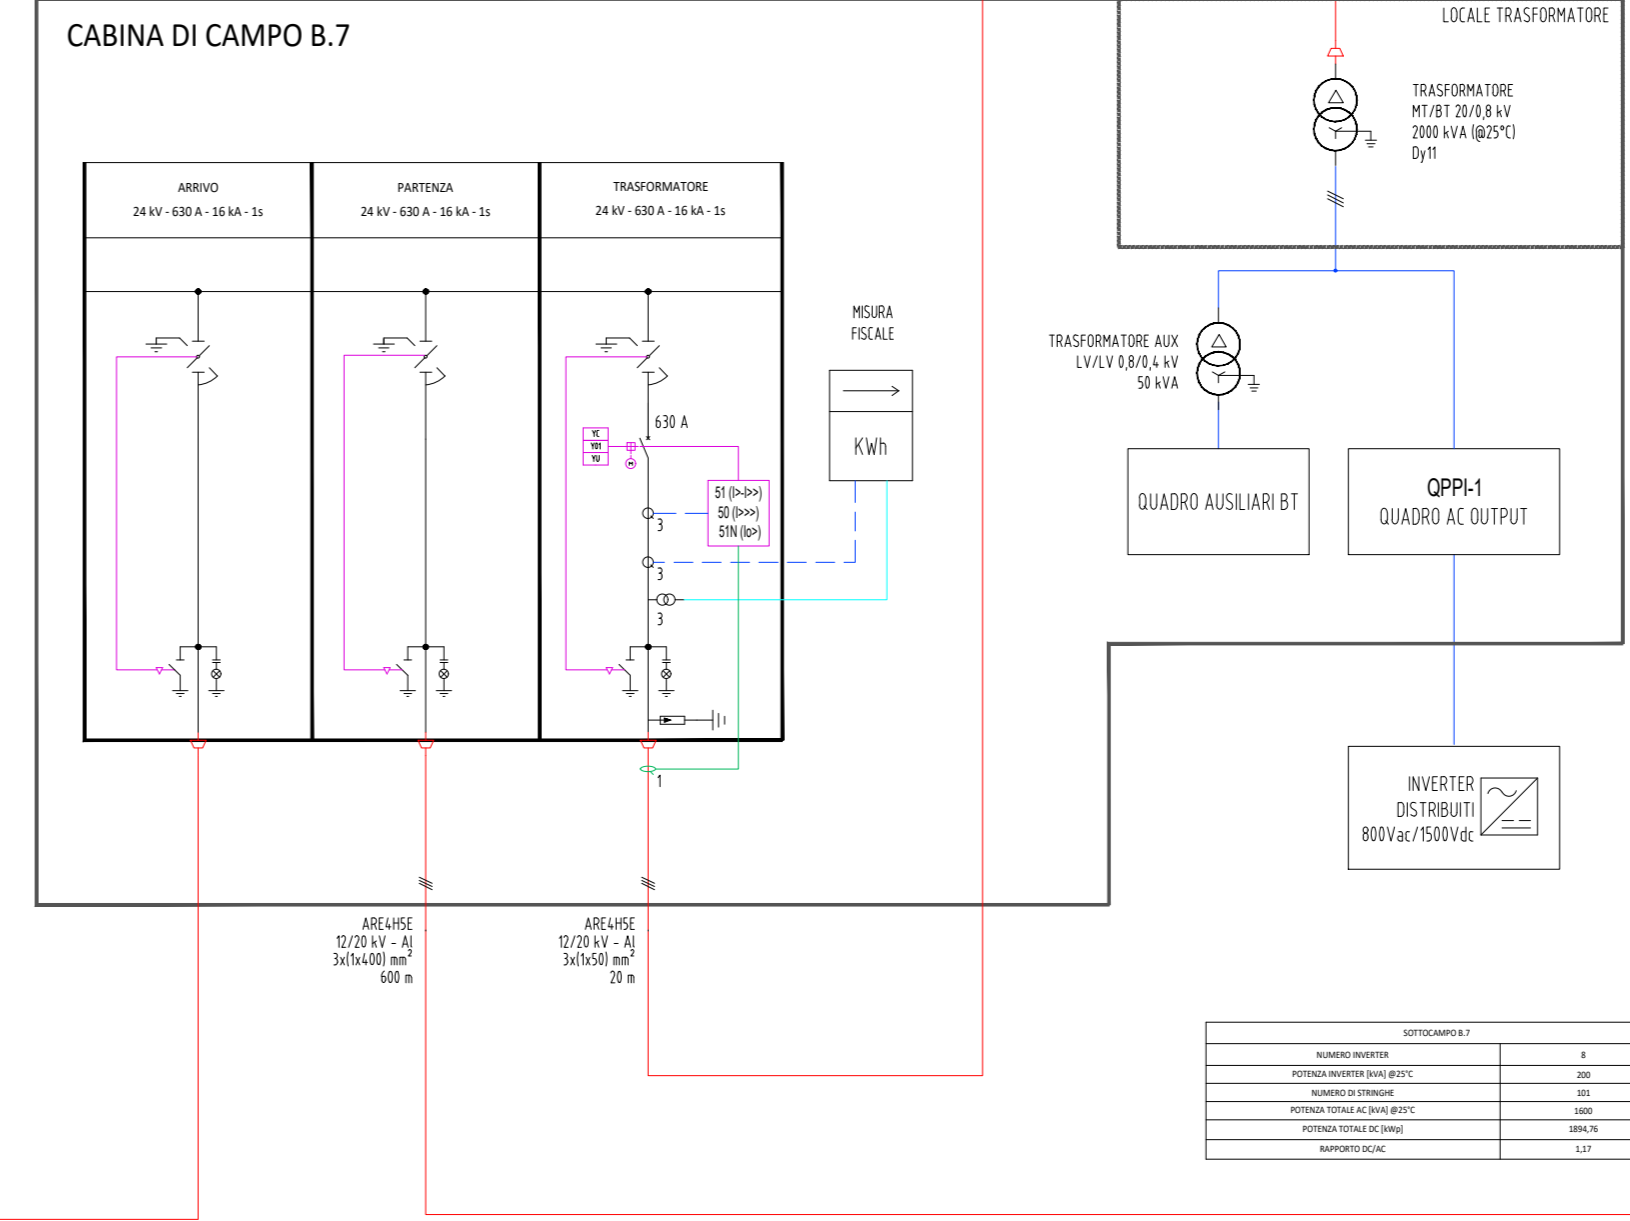 CABINA DI CAMPO B.7
LOCALE TRASFORMATORE
TRASFORMATORE
MT/BT 20/0,8 kV
2000 kVA (@25°C)
Dy11
ARRIVO
24 kV - 630 A - 16 kA - 1s
PARTENZA
24 kV - 630 A - 16 kA - 1s
TRASFORMATORE
24 kV - 630 A - 16 kA - 1s
MISURA
FISCALE
KWh
630 A
YC
Y01
YU
M
51 (I>-I>>)
50 (I>>>)
51N (Io>)
3
3
3
1
TRASFORMATORE AUX
LV/LV 0,8/0,4 kV
50 kVA
QUADRO AUSILIARI BT
QPPI-1
QUADRO AC OUTPUT
INVERTER
DISTRIBUITI
800Vac/1500Vdc
ARE4H5E
12/20 kV - Al
3x(1x400) mm²
600 m
ARE4H5E
12/20 kV - Al
3x(1x50) mm²
20 m
SOTTOCAMPO B.7
NUMERO INVERTER 8
POTENZA INVERTER [kVA] @25°C 200
NUMERO DI STRINGHE 101
POTENZA TOTALE AC [kVA] @25°C 1600
POTENZA TOTALE DC [kWp] 1894,76
RAPPORTO DC/AC 1,17